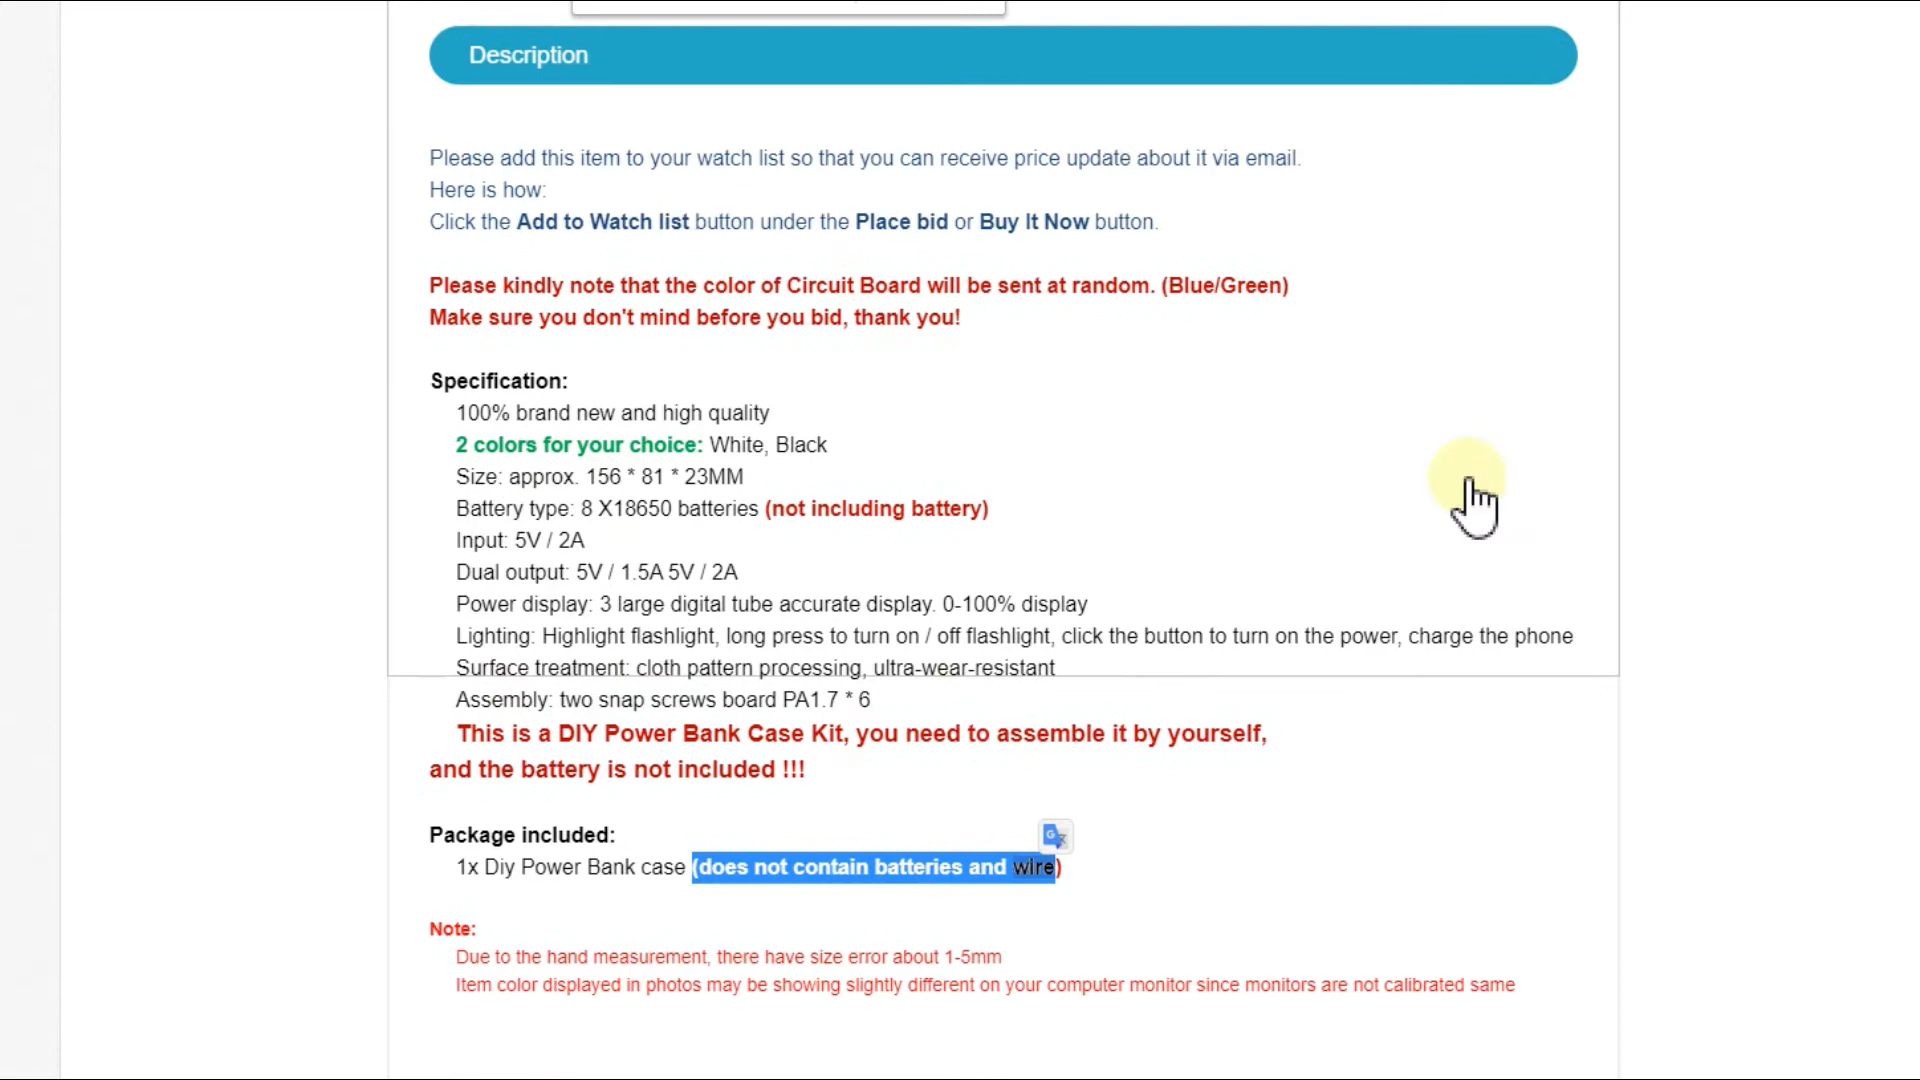 Description
Please add this item to your watch list so that you can receive price update about it via email.
Here is how:
Click the Add to Watch list button under the Place bid or Buy It Now button.
Please kindly note that the color of Circuit Board will be sent at random. (Blue/Green)
Make sure you don't mind before you bid, thank you!
Specification:
100% brand new and high quality
2 colors for your choice: White, Black
Size: approx. 156 * 81 * 23MM
Battery type: 8 X18650 batteries (not including battery)
Input: 5V / 2A
Dual output: 5V / 1.5A 5V / 2A
Power display: 3 large digital tube accurate display. 0-100% display
Lighting: Highlight flashlight, long press to turn on / off flashlight, click the button to turn on the power, charge the phone
Surface treatment: cloth pattern processing, ultra-wear-resistant
Assembly: two snap screws board PA1.7 * 6
This is a DIY Power Bank Case Kit, you need to assemble it by yourself,
and the battery is not included !!!
Package included:
1x Diy Power Bank case (does not contain batteries and wire)
Note:
Due to the hand measurement, there have size error about 1-5mm
Item color displayed in photos may be showing slightly different on your computer monitor since monitors are not calibrated same